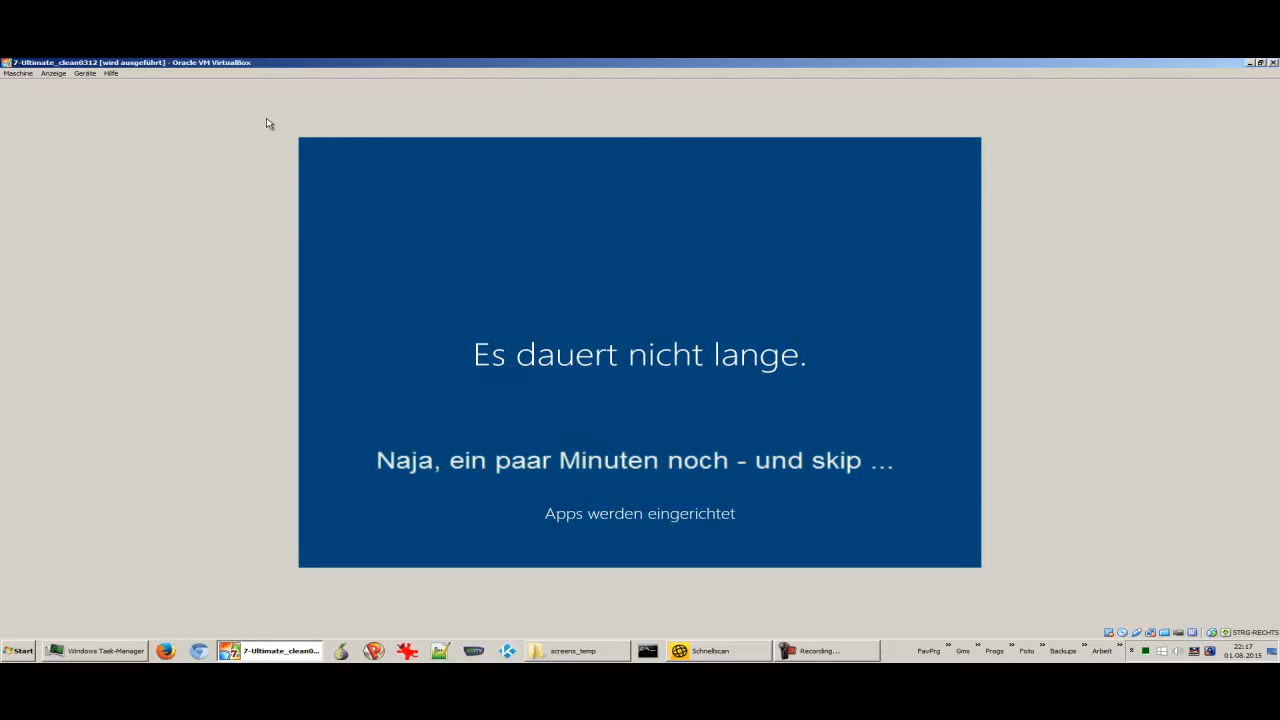 7-Ultimate_clean0312 [wird ausgeführt] - Oracle VM VirtualBox
Maschine Anzeige Geräte Hilfe
Es dauert nicht lange.
Naja, ein paar Minuten noch - und skip ...
Apps werden eingerichtet
STRG-RECHTS
Start Windows Task-Manager 7-Ultimate_clean0... screens_temp Schnellscan Recording... FavPrg Gms Progs Foto Backups Arbeit 22:17
01.08.2015